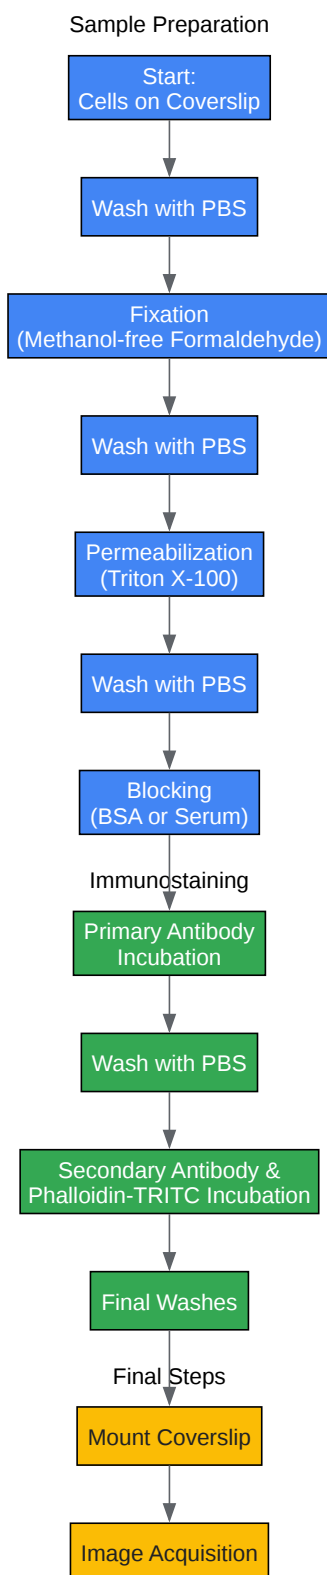 Sample Preparation
Start:
Cells on Coverslip
Wash with PBS
Fixation
(Methanol-free Formaldehyde)
Wash with PBS
Permeabilization
(Triton X-100)
Wash with PBS
Blocking
(BSA or Serum)
Immunostaining
Primary Antibody
Incubation
Wash with PBS
Secondary Antibody &
Phalloidin-TRITC Incubation
Final Washes
Final Steps
Mount Coverslip
Image Acquisition